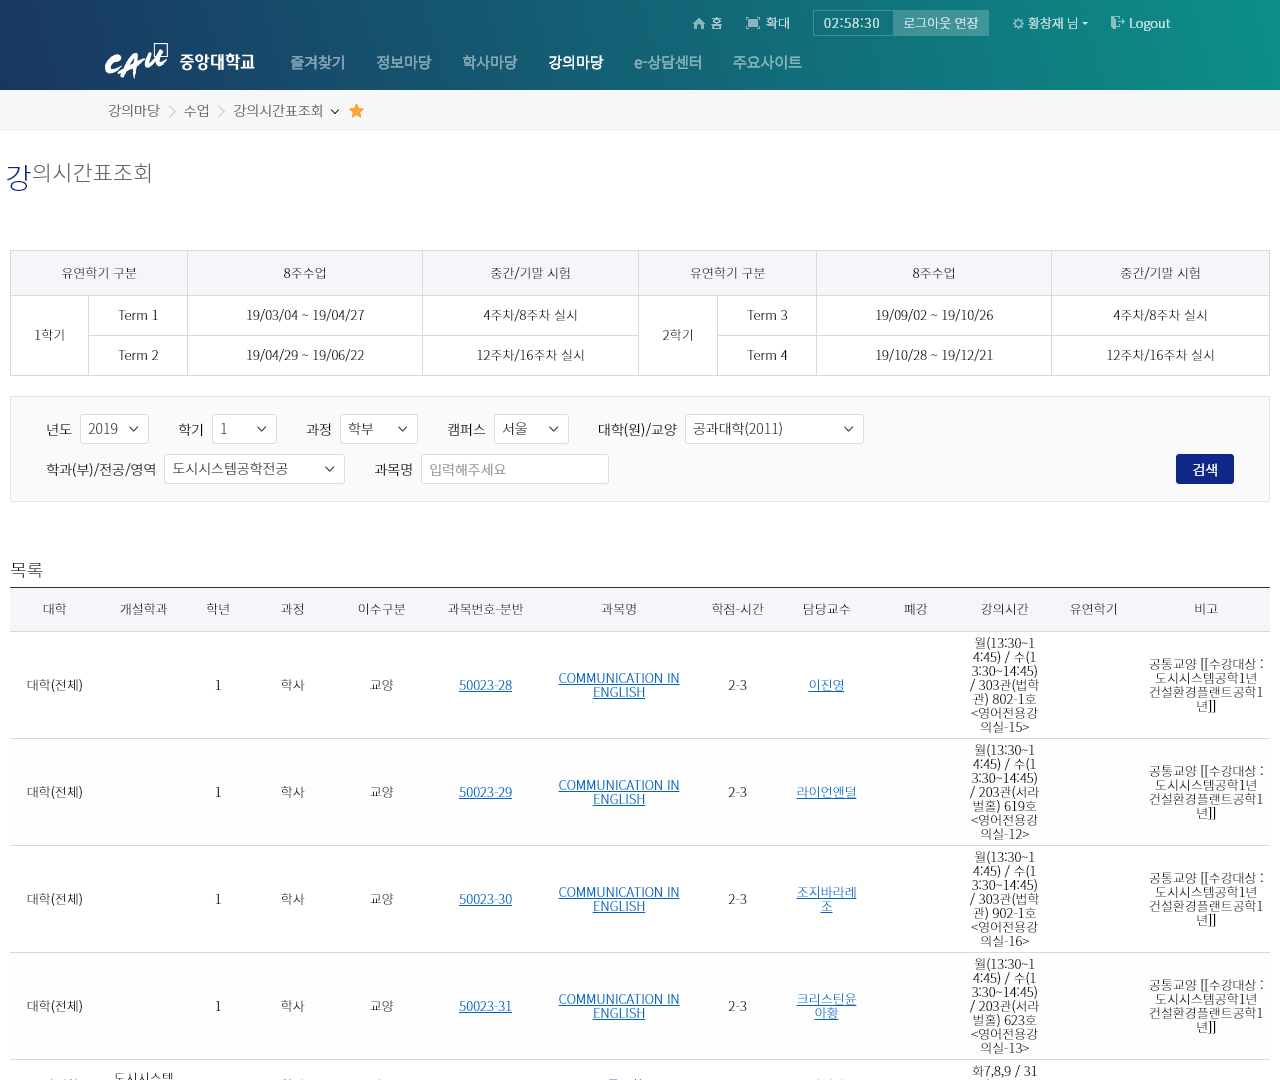 홈 확대 02:58:30 로그아웃 연장 황창재 님 Logout
CAU 중앙대학교 즐겨찾기 정보마당 학사마당 강의마당 e-상담센터 주요사이트
강의마당 수업 강의시간표조회
강의시간표조회
유연학기 구분 8주수업 중간/기말 시험 유연학기 구분 8주수업 중간/기말 시험
1학기 Term 1 19/03/04 ~ 19/04/27 4주차/8주차 실시 2학기 Term 3 19/09/02 ~ 19/10/26 4주차/8주차 실시
Term 2 19/04/29 ~ 19/06/22 12주차/16주차 실시 Term 4 19/10/28 ~ 19/12/21 12주차/16주차 실시
년도 2019 학기 1 과정 학부 캠퍼스 서울 대학(원)/교양 공과대학(2011)
학과(부)/전공/영역 도시시스템공학전공 과목명 입력해주세요 검색
목록
대학 개설학과 학년 과정 이수구분 과목번호-분반 과목명 학점-시간 담당교수 폐강 강의시간 유연학기 비고
대학(전체) 1 학사 교양 50023-28
COMMUNICATION IN
ENGLISH
2-3 이진영
월(13:30~1
4:45) / 수(1
3:30~14:45)
/ 303관(법학
관) 802-1호
<영어전용강
의실-15>
공통교양 [[수강대상 :
도시시스템공학1년
건설환경플랜트공학1
년]]
대학(전체) 1 학사 교양 50023-29
COMMUNICATION IN
ENGLISH
2-3 라이언앤덜
월(13:30~1
4:45) / 수(1
3:30~14:45)
/ 203관(서라
벌홀) 619호
<영어전용강
의실-12>
공통교양 [[수강대상 :
도시시스템공학1년
건설환경플랜트공학1
년]]
대학(전체) 1 학사 교양 50023-30
COMMUNICATION IN
ENGLISH
2-3
조지바라레
조
월(13:30~1
4:45) / 수(1
3:30~14:45)
/ 303관(법학
관) 902-1호
<영어전용강
의실-16>
공통교양 [[수강대상 :
도시시스템공학1년
건설환경플랜트공학1
년]]
대학(전체) 1 학사 교양 50023-31
COMMUNICATION IN
ENGLISH
2-3
크리스틴윤
아황
월(13:30~1
4:45) / 수(1
3:30~14:45)
/ 203관(서라
벌홀) 623호
<영어전용강
의실-13>
공통교양 [[수강대상 :
도시시스템공학1년
건설환경플랜트공학1
년]]
도시시스템
화7,8,9 / 31